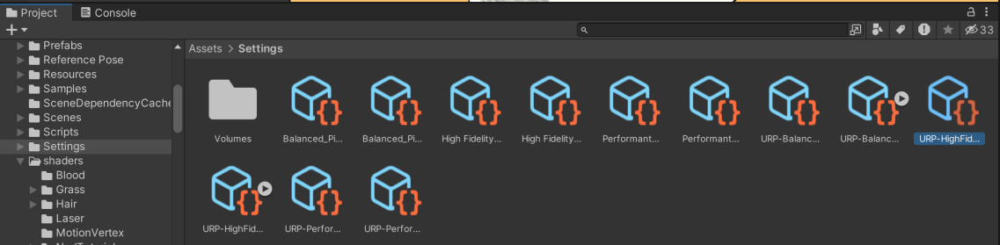 Project
Console
33
Prefabs
Reference Pose
Resources
Samples
SceneDependencyCache
Scenes
Scripts
Settings
shaders
Blood
Grass
Hair
Laser
MotionVertex
Assets > Settings
Volumes
Balanced_Pi...
Balanced_Pi...
High Fidelity...
High Fidelity...
Performant...
Performant...
URP-Balanc...
URP-Balanc...
URP-HighFid...
URP-HighFid...
URP-Perfor...
URP-Perfor...